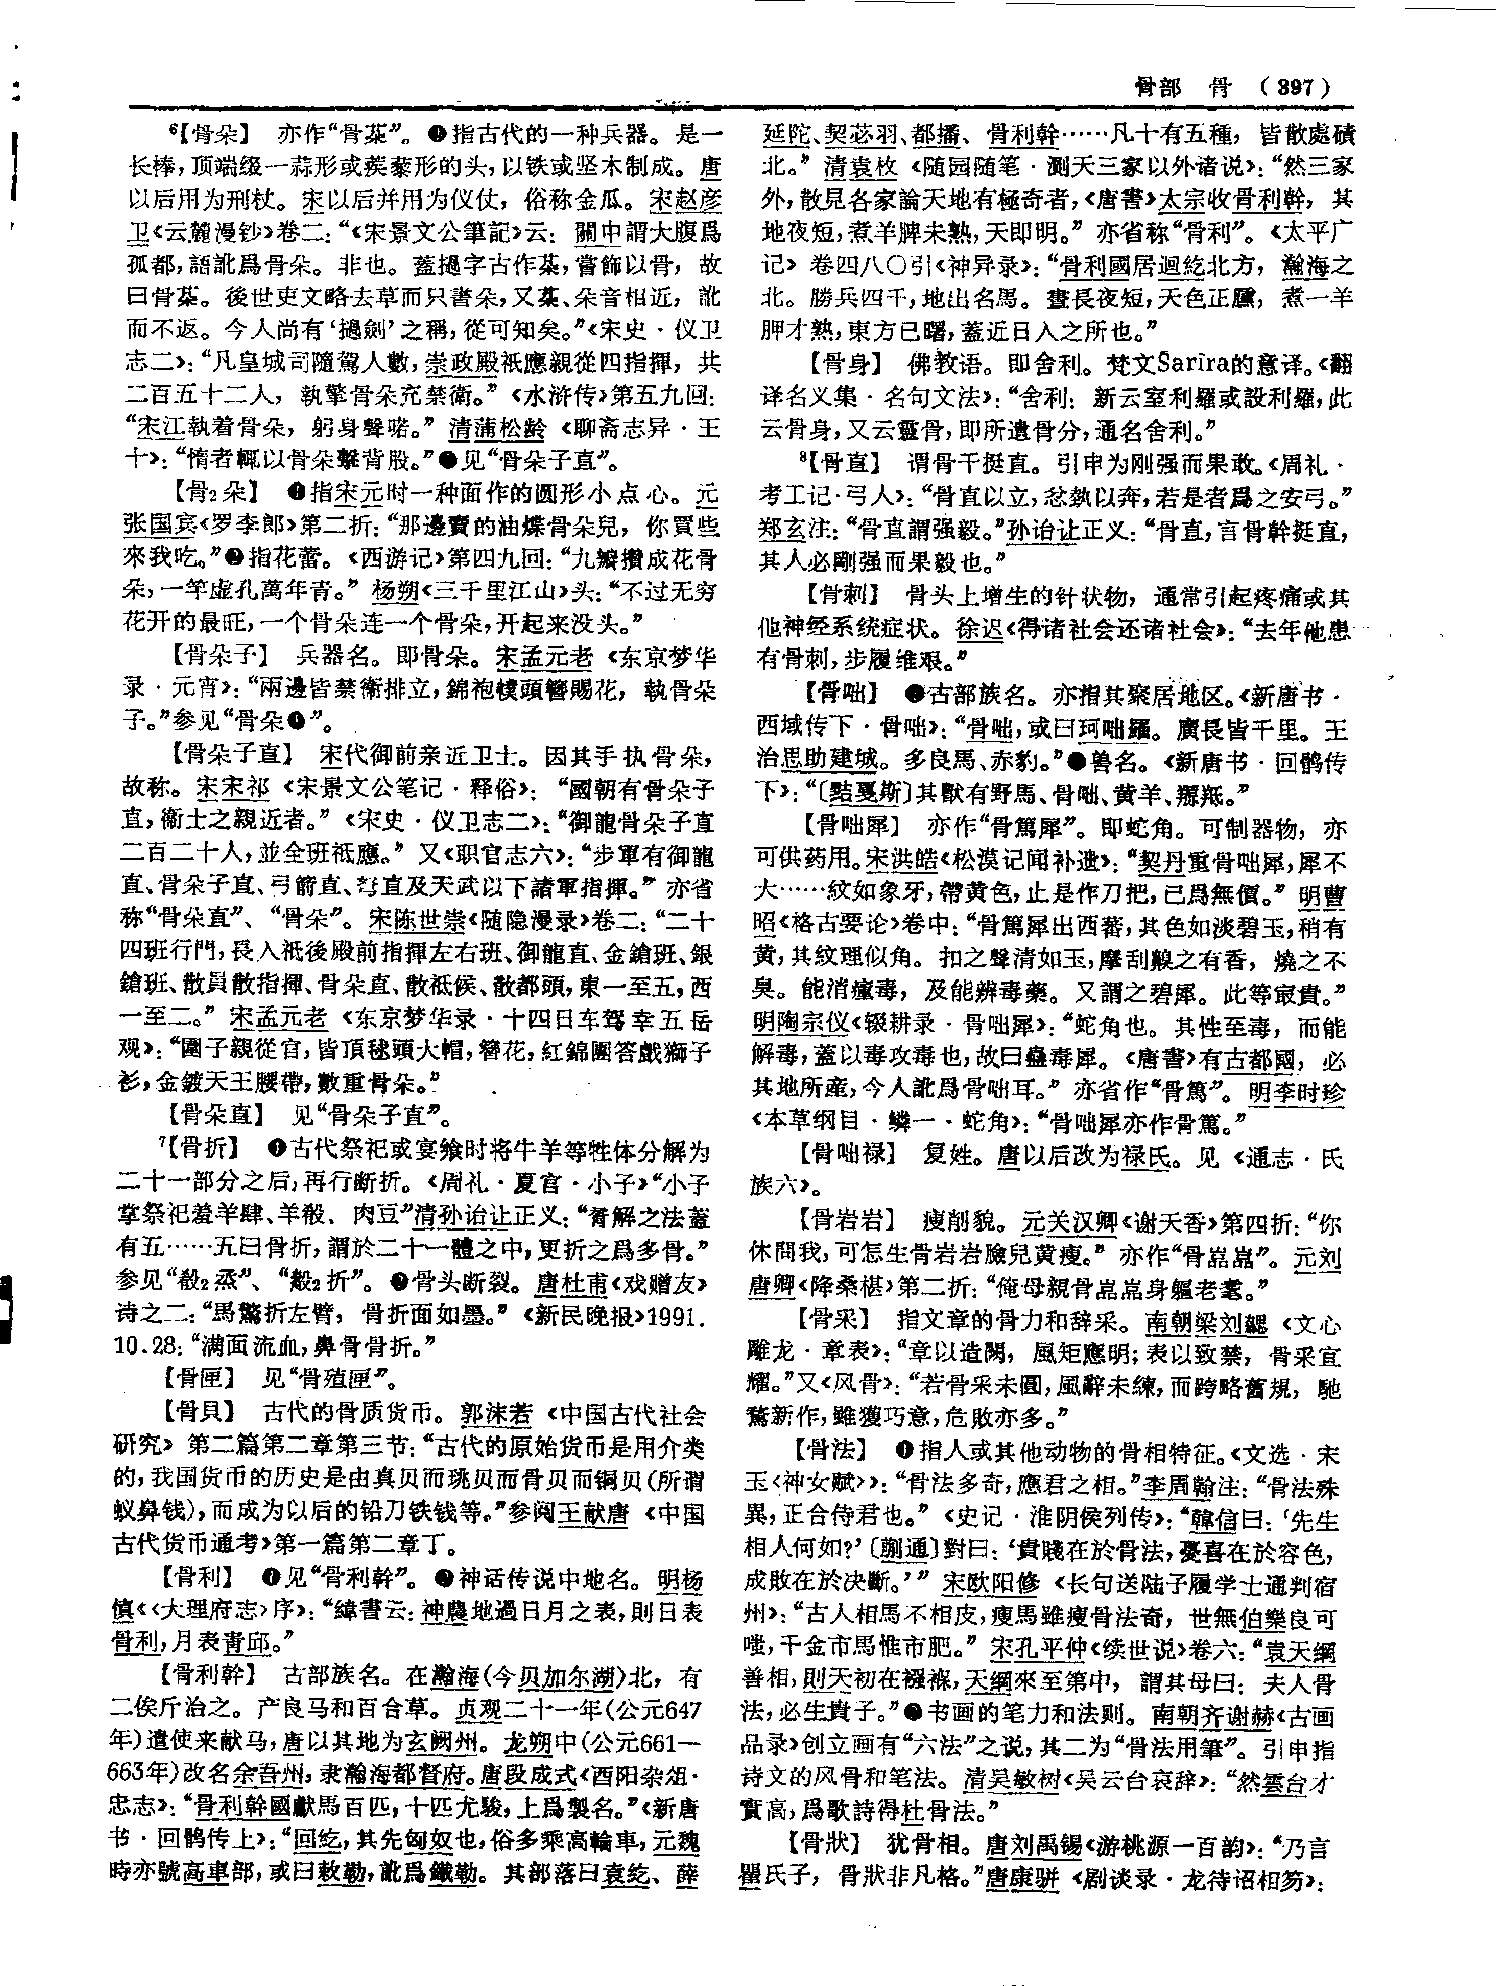 骨部 骨 (397)
⁶【骨朵】 亦作“骨菜”。❶指古代的一种兵器。是一
长棒，顶端缀一蒜形或蒺藜形的头，以铁或坚木制成。唐
以后用为刑杖。宋以后并用为仪仗，俗称金瓜。宋赵彦
卫《云麓漫钞》卷二：“《宋景文公筆記》云：關中謂大腹爲
孤都，語訛爲骨朵。非也。蓋檛字古作菜，嘗飾以骨，故
曰骨菜。後世吏文略去草而只書朵，又菜、朵音相近，訛
而不返。今人尚有‘檛劍’之稱，從可知矣。”《宋史·仪卫
志二》：“凡皇城司隨駕人數，崇政殿祗應親從四指揮，共
二百五十二人，執擎骨朵充禁衛。”《水浒传》第五九回：
“宋江執着骨朵，躬身聲喏。”清蒲松龄《聊斋志异·王
十》：“惰者輒以骨朵擊背股。”❷见“骨朵子直”。
【骨₂朵】 ❶指宋元时一种面作的圆形小点心。元
张国宾《罗李郎》第二折：“那邊賣的油煠骨朵兒，你買些
來我吃。”❷指花蕾。《西游记》第四九回：“九瓣攢成花骨
朵，一竿虚孔萬年青。”杨朔《三千里江山》头：“不过无穷
花开的最旺，一个骨朵连一个骨朵，开起来没头。”
【骨朵子】 兵器名。即骨朵。宋孟元老《东京梦华
录·元宵》：“兩邊皆禁衛排立，錦袍幞頭簪賜花，執骨朵
子。”参见“骨朵❶”。
【骨朵子直】 宋代御前亲近卫士。因其手执骨朵，
故称。宋宋祁《宋景文公笔记·释俗》：“國朝有骨朵子
直，衞士之親近者。”《宋史·仪卫志二》：“御龍骨朵子直
二百二十人，並全班祗應。”又《职官志六》：“步軍有御龍
直、骨朵子直、弓箭直、弩直及天武以下諸軍指揮。”亦省
称“骨朵直”、“骨朵”。宋陈世崇《随隐漫录》卷二：“二十
四班行門，長入祗後殿前指揮左右班、御龍直、金鎗班、銀
鎗班、散員散指揮、骨朵直、散祗侯、散都頭，東一至五，西
一至二。”宋孟元老《东京梦华录·十四日车驾幸五岳
观》：“圍子親從官，皆頂毬頭大帽，簪花，紅錦團答戲獅子
衫，金鍍天王腰帶，數重骨朵。”
【骨朵直】 见“骨朵子直”。
⁷【骨折】 ❶古代祭祀或宴飨时将牛羊等牲体分解为
二十一部分之后，再行断折。《周礼·夏官·小子》“小子
掌祭祀羞羊肆、羊殽、肉豆”清孙诒让正义：“膋解之法蓋
有五……五曰骨折，謂於二十一體之中，更折之爲多骨。”
参见“殽₂烝”、“殽₂折”。❷骨头断裂。唐杜甫《戏赠友》
诗之二：“馬驚折左臂，骨折面如墨。”《新民晚报》1991．
10.28：“满面流血，鼻骨骨折。”
【骨匣】 见“骨殖匣”。
【骨貝】 古代的骨质货币。郭沫若《中国古代社会
研究》第二篇第二章第三节：“古代的原始货币是用介类
的，我国货币的历史是由真贝而珧贝而骨贝而铜贝（所谓
蚁鼻钱），而成为以后的铅刀铁钱等。”参阅王献唐《中国
古代货币通考》第一篇第二章丁。
【骨利】 ❶见“骨利幹”。❷神话传说中地名。明杨
慎《〈大理府志〉序》：“緯書云：神農地過日月之表，則日表
骨利，月表青邱。”
【骨利幹】 古部族名。在瀚海（今贝加尔湖）北，有
二俟斤治之。产良马和百合草。贞观二十一年（公元647
年）遣使来献马，唐以其地为玄阙州。龙朔中（公元661—
663年）改名余吾州，隶瀚海都督府。唐段成式《酉阳杂俎·
忠志》：“骨利幹國獻馬百匹，十匹尤駿，上爲製名。”《新唐
书·回鹘传上》：“回紇，其先匈奴也，俗多乘高輪車，元魏
時亦號高車部，或曰敕勒，訛爲鐵勒。其部落曰袁紇、薛
延陀、契苾羽、都播、骨利幹……凡十有五種，皆散處磧
北。”清袁枚《随园随笔·测天三家以外诸说》：“然三家
外，散見各家論天地有極奇者，《唐書》太宗收骨利幹，其
地夜短，煮羊脾未熟，天即明。”亦省称“骨利”。《太平广
记》卷四八〇引《神异录》：“骨利國居迴紇北方，瀚海之
北。勝兵四千，地出名馬。晝長夜短，天色正曛，煮一羊
胛才熟，東方已曙，蓋近日入之所也。”
【骨身】 佛教语。即舍利。梵文Sarīra的意译。《翻
译名义集·名句文法》：“舍利：新云室利羅或設利羅，此
云骨身，又云靈骨，即所遺骨分，通名舍利。”
⁸【骨直】 谓骨干挺直。引申为刚强而果敢。《周礼·
考工记·弓人》：“骨直以立，忿埶以奔，若是者爲之安弓。”
郑玄注：“骨直謂强毅。”孙诒让正义：“骨直，言骨幹挺直，
其人必剛强而果毅也。”
【骨刺】 骨头上增生的针状物，通常引起疼痛或其
他神经系统症状。徐迟《得诸社会还诸社会》：“去年他患
有骨刺，步履维艰。”
【骨咄】 ❶古部族名。亦指其聚居地区。《新唐书·
西域传下·骨咄》：“骨咄，或曰珂咄羅。廣長皆千里。王
治思助建城。多良馬、赤豹。”❷兽名。《新唐书·回鹘传
下》：“〔黠戛斯〕其獸有野馬、骨咄、黄羊、羱羝。”
【骨咄犀】 亦作“骨篤犀”。即蛇角。可制器物，亦
可供药用。宋洪皓《松漠记闻补遗》：“契丹重骨咄犀，犀不
大……紋如象牙，帶黄色，止是作刀把，已爲無價。”明曹
昭《格古要论》卷中：“骨篤犀出西蕃，其色如淡碧玉，稍有
黄，其紋理似角。扣之聲清如玉，摩刮齅之有香，燒之不
臭。能消瘇毒，及能辨毒藥。又謂之碧犀。此等最貴。”
明陶宗仪《辍耕录·骨咄犀》：“蛇角也。其性至毒，而能
解毒，蓋以毒攻毒也，故曰蠱毒犀。《唐書》有古都國，必
其地所產，今人訛爲骨咄耳。”亦省作“骨篤”。明李时珍
《本草纲目·鳞一·蛇角》：“骨咄犀亦作骨篤。”
【骨咄禄】 复姓。唐以后改为禄氏。见《通志·氏
族六》。
【骨岩岩】 瘦削貌。元关汉卿《谢天香》第四折：“你
休問我，可怎生骨岩岩臉兒黄瘦。”亦作“骨嵓嵓”。元刘
唐卿《降桑椹》第二折：“俺母親骨嵓嵓身軀老耄。”
【骨采】 指文章的骨力和辞采。南朝梁刘勰《文心
雕龙·章表》：“章以造闕，風矩應明；表以致禁，骨采宜
耀。”又《风骨》：“若骨采未圓，風辭未練，而跨略舊規，馳
騖新作，雖獲巧意，危敗亦多。”
【骨法】 ❶指人或其他动物的骨相特征。《文选·宋
玉〈神女赋〉》：“骨法多奇，應君之相。”李周翰注：“骨法殊
異，正合侍君也。”《史记·淮阴侯列传》：“韓信曰：‘先生
相人何如？’〔蒯通〕對曰：‘貴賤在於骨法，憂喜在於容色，
成敗在於決斷。’”宋欧阳修《长句送陆子履学士通判宿
州》：“古人相馬不相皮，瘦馬雖瘦骨法奇，世無伯樂良可
嗤，千金市馬惟市肥。”宋孔平仲《续世说》卷六：“袁天綱
善相，則天初在襁褓，天綱來至第中，謂其母曰：夫人骨
法，必生貴子。”❷书画的笔力和法则。南朝齐谢赫《古画
品录》创立画有“六法”之说，其二为“骨法用筆”。引申指
诗文的风骨和笔法。清吴敏树《吴云台哀辞》：“然雲台才
實高，爲歌詩得杜骨法。”
【骨狀】 犹骨相。唐刘禹锡《游桃源一百韵》：“乃言
瞿氏子，骨狀非凡格。”唐康骈《剧谈录·龙待诏相笏》：